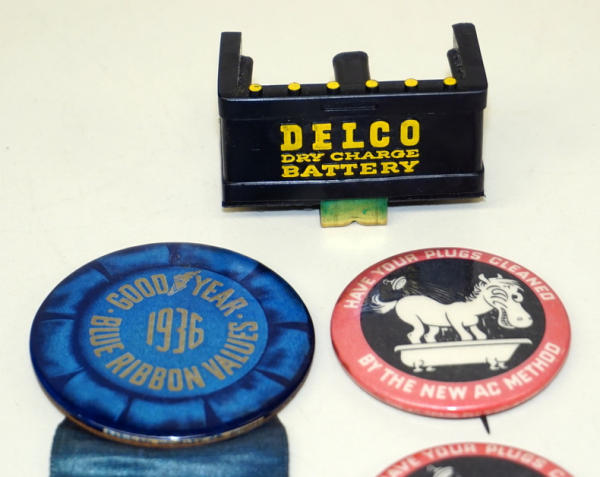 DELCO
DRY CHARGE
BATTERY
GOOD YEAR
1936
· BLUE RIBBON VALUES ·
HAVE YOUR PLUGS CLEANED
BY THE NEW AC METHOD
HAVE YOUR PLUGS CLEANED